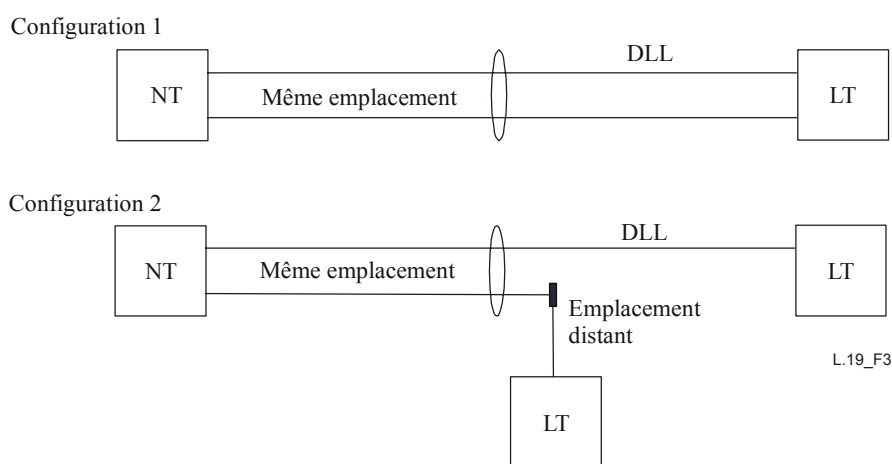 Configuration 1
DLL
NT
Même emplacement
LT
Configuration 2
DLL
NT
Même emplacement
LT
Emplacement
distant
L.19_F3
LT